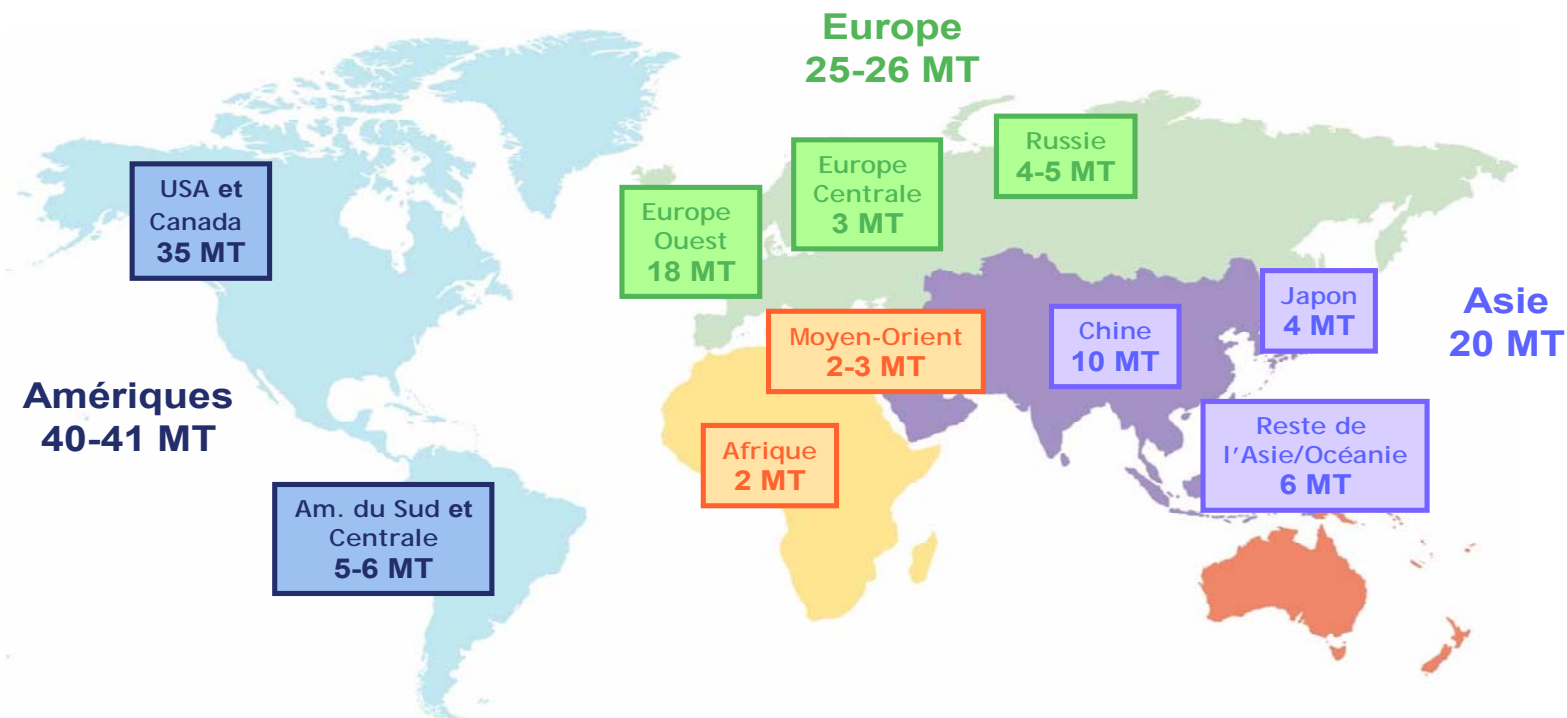 Europe
25-26 MT
Russie
4-5 MT
Europe
Centrale
3 MT
USA et
Canada
35 MT
Europe
Ouest
18 MT
Japon
4 MT
Asie
20 MT
Moyen-Orient
2-3 MT
Chine
10 MT
Amériques
40-41 MT
Reste de
l'Asie/Océanie
6 MT
Afrique
2 MT
Am. du Sud et
Centrale
5-6 MT